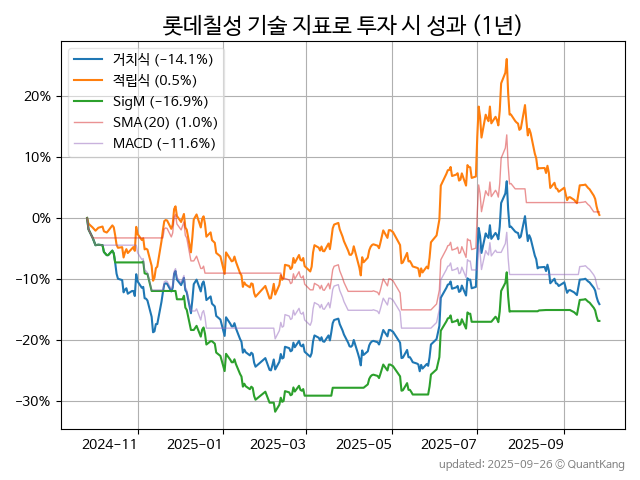 롯데칠성 기술 지표로 투자 시 성과 (1년)
거치식 (−14.1%)
적립식 (0.5%)
SigM (−16.9%)
SMA(20) (1.0%)
MACD (−11.6%)
20%
10%
0%
−10%
−20%
−30%
2024-11
2025-01
2025-03
2025-05
2025-07
2025-09
updated: 2025-09-26 © QuantKang